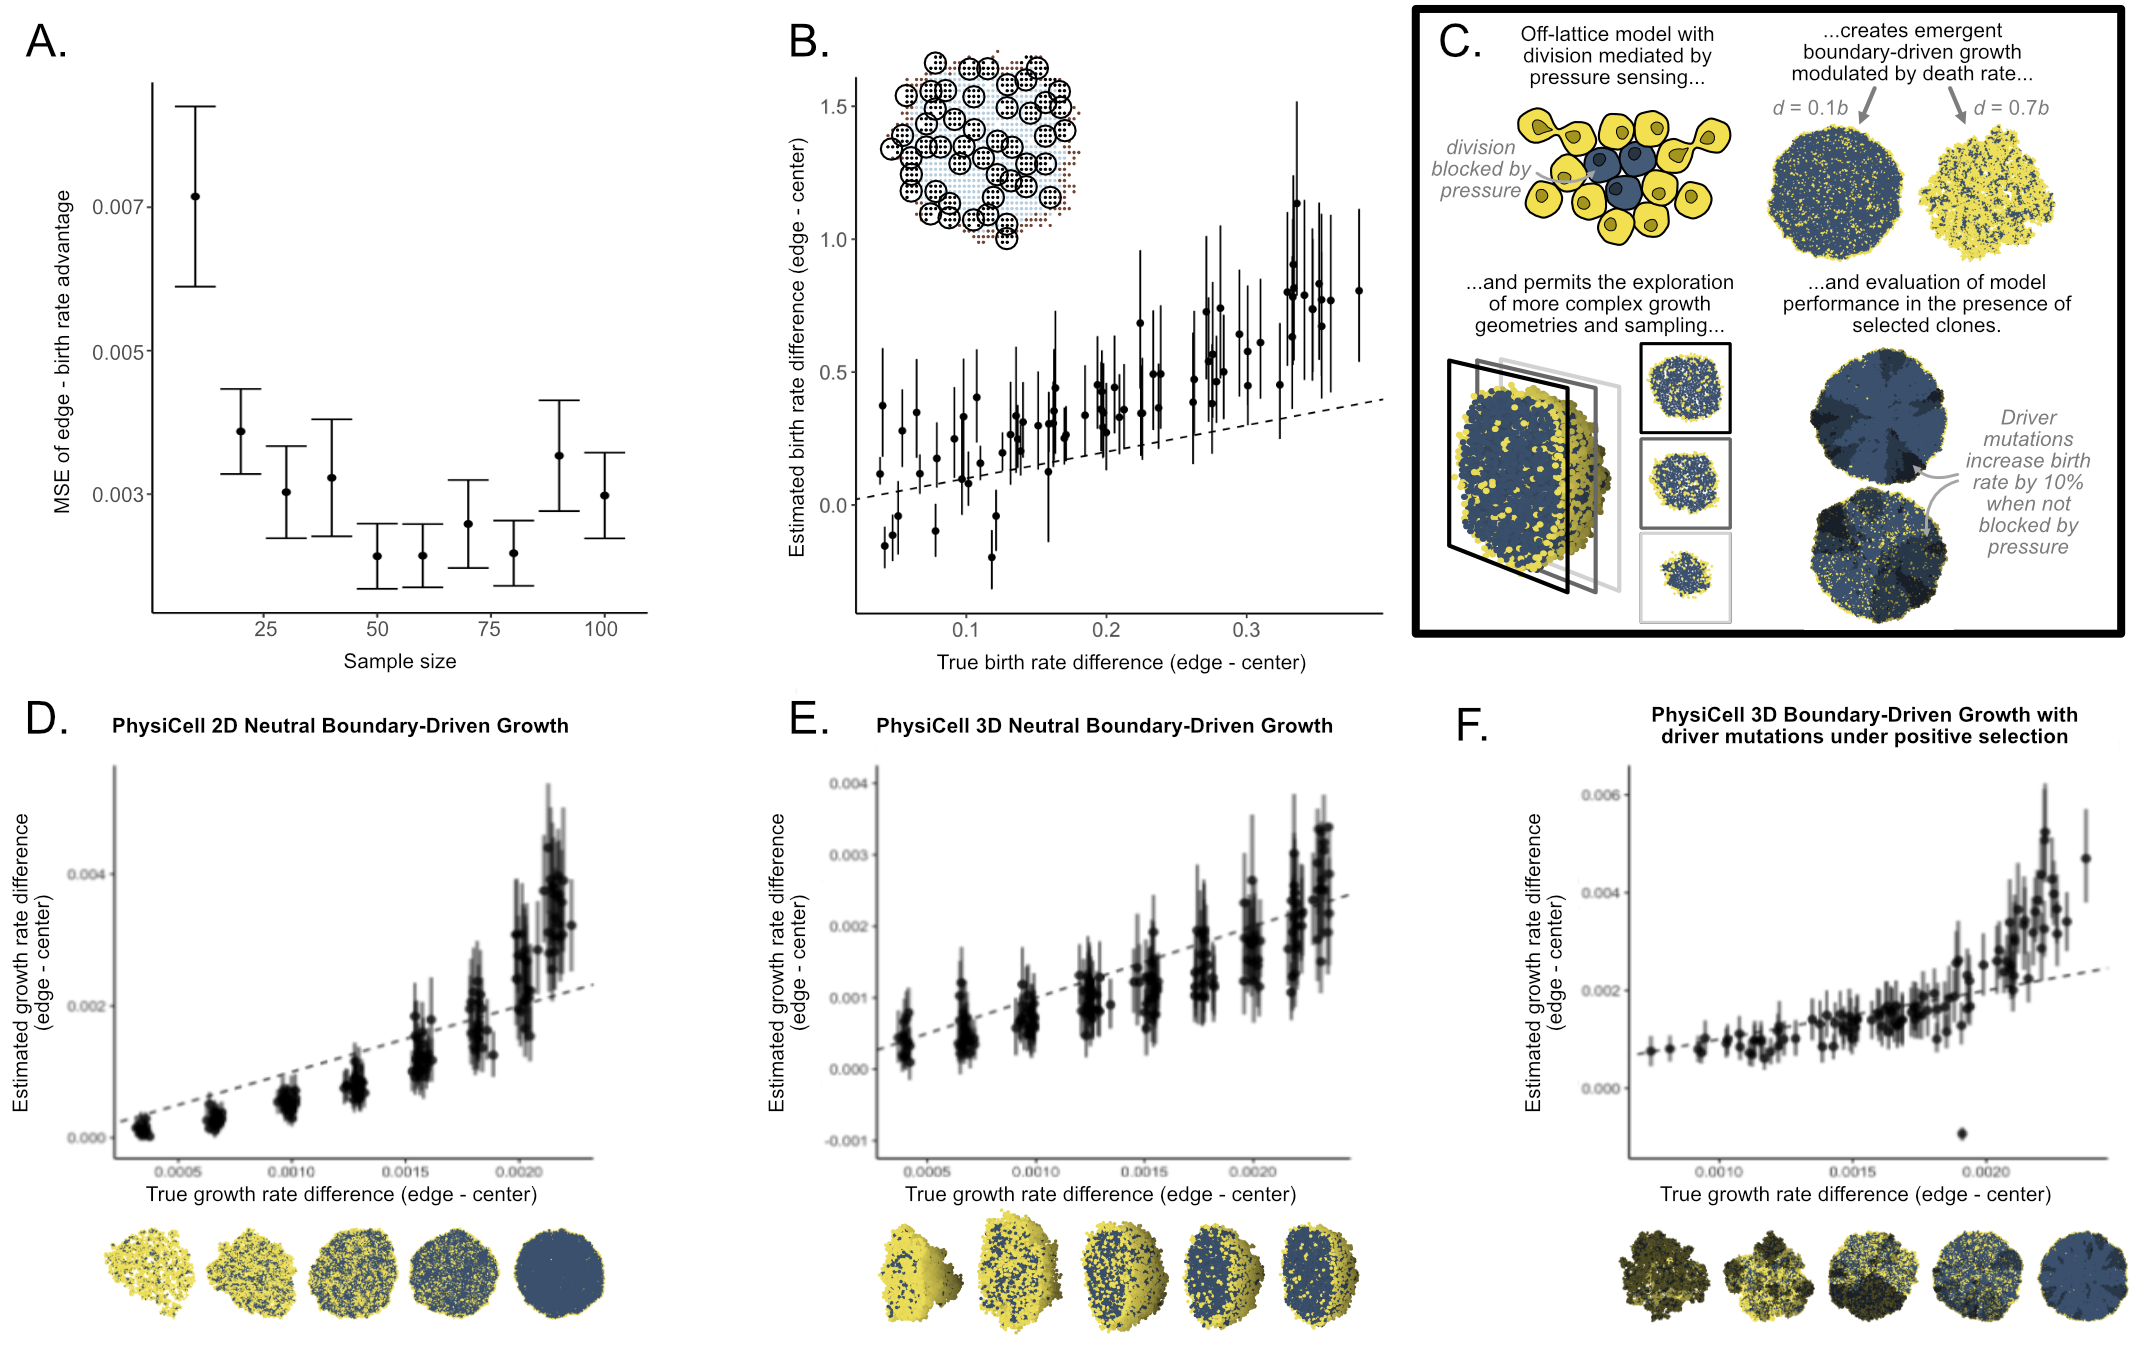 A.
MSE of edge - birth rate advantage
0.007
0.005
0.003
25
50
75
100
Sample size
B.
Estimated birth rate difference (edge - center)
1.5
1.0
0.5
0.0
0.1
0.2
0.3
True birth rate difference (edge - center)
C.
Off-lattice model with
division mediated by
pressure sensing...
division
blocked by
pressure
...creates emergent
boundary-driven growth
modulated by death rate...
d = 0.1b
d = 0.7b
...and permits the exploration
of more complex growth
geometries and sampling...
...and evaluation of model
performance in the presence of
selected clones.
Driver
mutations
increase birth
rate by 10%
when not
blocked by
pressure
D.
PhysiCell 2D Neutral Boundary-Driven Growth
Estimated growth rate difference
(edge - center)
0.004
0.002
0.000
0.0005
0.0010
0.0015
0.0020
True growth rate difference (edge - center)
E.
PhysiCell 3D Neutral Boundary-Driven Growth
Estimated growth rate difference
(edge - center)
0.004
0.003
0.002
0.001
0.000
-0.001
0.0005
0.0010
0.0015
0.0020
True growth rate difference (edge - center)
F.
PhysiCell 3D Boundary-Driven Growth with
driver mutations under positive selection
Estimated growth rate difference
(edge - center)
0.006
0.004
0.002
0.000
0.0010
0.0015
0.0020
True growth rate difference (edge - center)